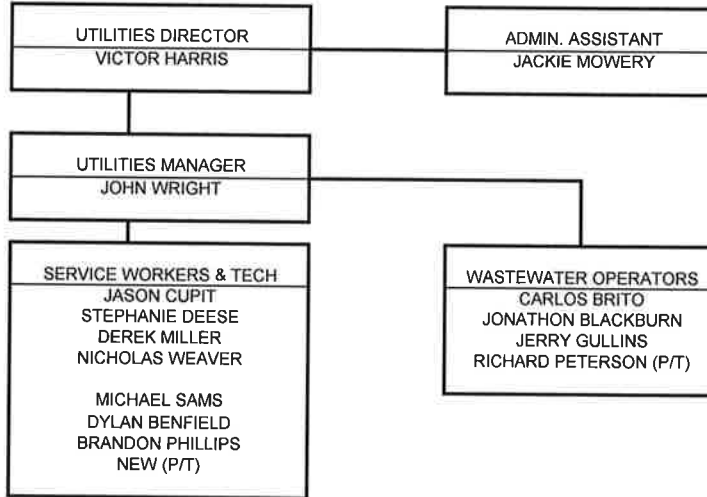 UTILITIES DIRECTOR
VICTOR HARRIS
ADMIN. ASSISTANT
JACKIE MOWERY
UTILITIES MANAGER
JOHN WRIGHT
SERVICE WORKERS & TECH
JASON CUPIT
STEPHANIE DEESE
DEREK MILLER
NICHOLAS WEAVER
MICHAEL SAMS
DYLAN BENFIELD
BRANDON PHILLIPS
NEW (P/T)
WASTEWATER OPERATORS
CARLOS BRITO
JONATHON BLACKBURN
JERRY GULLINS
RICHARD PETERSON (P/T)